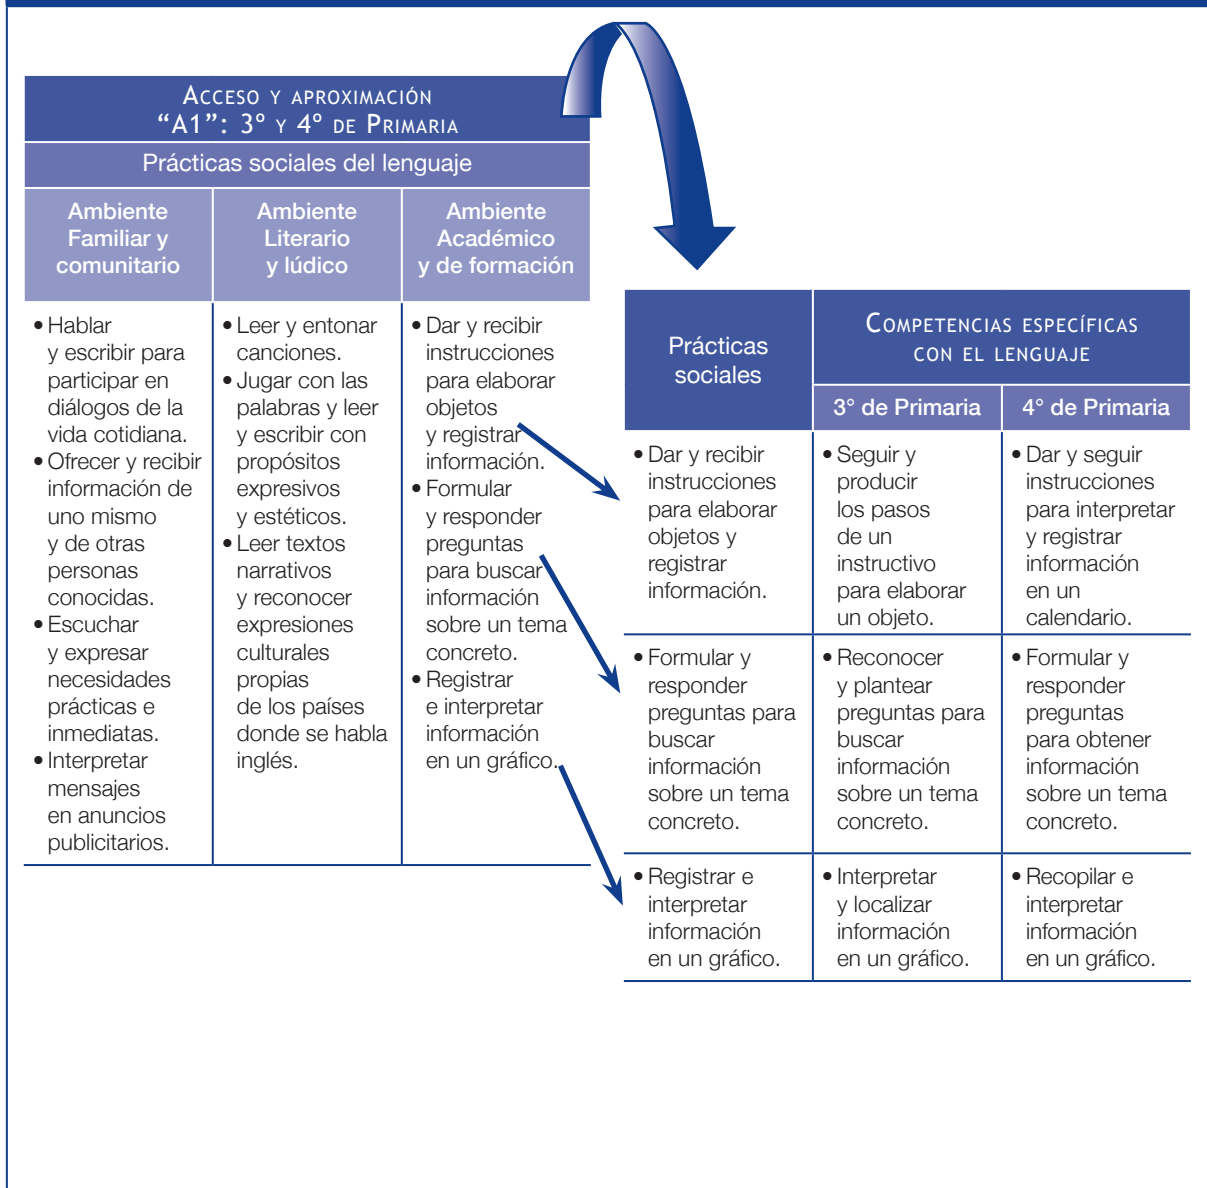 Acceso y aproximación
“A1”: 3º y 4º de Primaria
Prácticas sociales del lenguaje
Ambiente
Familiar y
comunitario
Ambiente
Literario
y lúdico
Ambiente
Académico
y de formación
• Hablar
y escribir para
participar en
diálogos de la
vida cotidiana.
• Ofrecer y recibir
información de
uno mismo
y de otras
personas
conocidas.
• Escuchar
y expresar
necesidades
prácticas e
inmediatas.
• Interpretar
mensajes
en anuncios
publicitarios.
• Leer y entonar
canciones.
• Jugar con las
palabras y leer
y escribir con
propósitos
expresivos
y estéticos.
• Leer textos
narrativos
y reconocer
expresiones
culturales
propias
de los países
donde se habla
inglés.
• Dar y recibir
instrucciones
para elaborar
objetos
y registrar
información.
• Formular
y responder
preguntas
para buscar
información
sobre un tema
concreto.
• Registrar
e interpretar
información
en un gráfico.
Prácticas
sociales
Competencias específicas
con el lenguaje
3° de Primaria
4° de Primaria
• Dar y recibir
instrucciones
para elaborar
objetos y
registrar
información.
• Seguir y
producir
los pasos
de un
instructivo
para elaborar
un objeto.
• Dar y seguir
instrucciones
para interpretar
y registrar
información
en un
calendario.
• Formular y
responder
preguntas para
buscar
información
sobre un tema
concreto.
• Reconocer
y plantear
preguntas para
buscar
información
sobre un tema
concreto.
• Formular y
responder
preguntas
para obtener
información
sobre un tema
concreto.
• Registrar e
interpretar
información
en un gráfico.
• Interpretar
y localizar
información
en un gráfico.
• Recopilar e
interpretar
información
en un gráfico.